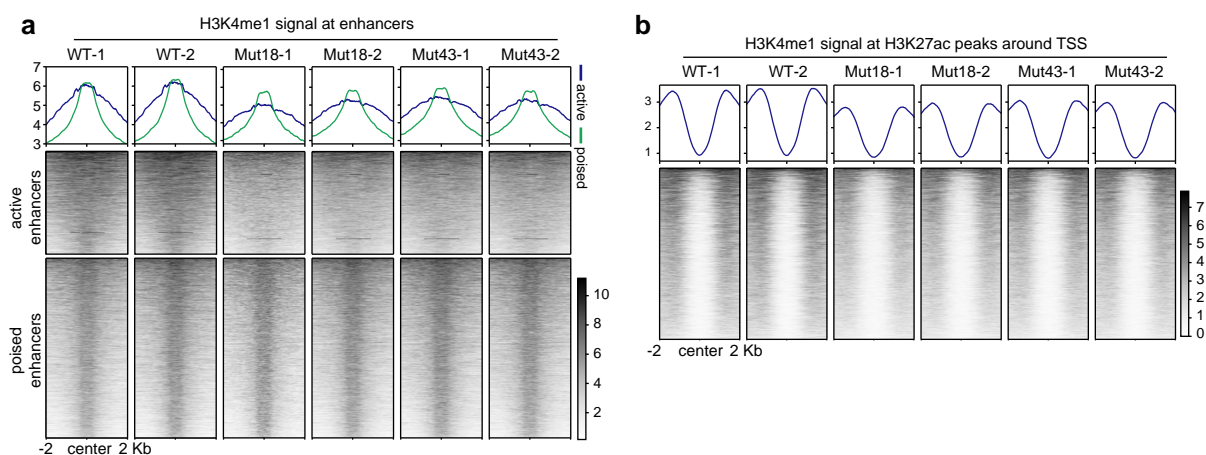 a
H3K4me1 signal at enhancers
WT-1 WT-2 Mut18-1 Mut18-2 Mut43-1 Mut43-2
7
6
5
4
3
active
poised
active
enhancers
poised
enhancers
10
8
6
4
2
-2 center 2 Kb
b
H3K4me1 signal at H3K27ac peaks around TSS
WT-1 WT-2 Mut18-1 Mut18-2 Mut43-1 Mut43-2
3
2
1
7
6
5
4
3
2
1
0
-2 center 2 Kb